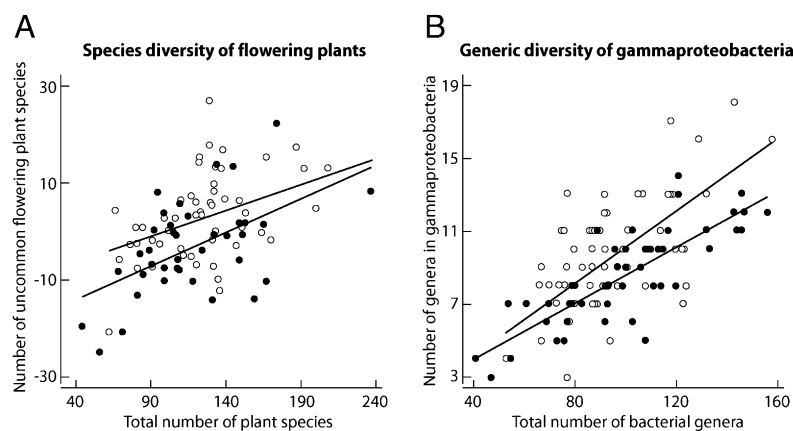 A
Species diversity of flowering plants
Number of uncommon flowering plant species
30
10
-10
-30
40 90 140 190 240
Total number of plant species
B
Generic diversity of gammaproteobacteria
Number of genera in gammaproteobacteria
19
15
11
7
3
40 80 120 160
Total number of bacterial genera